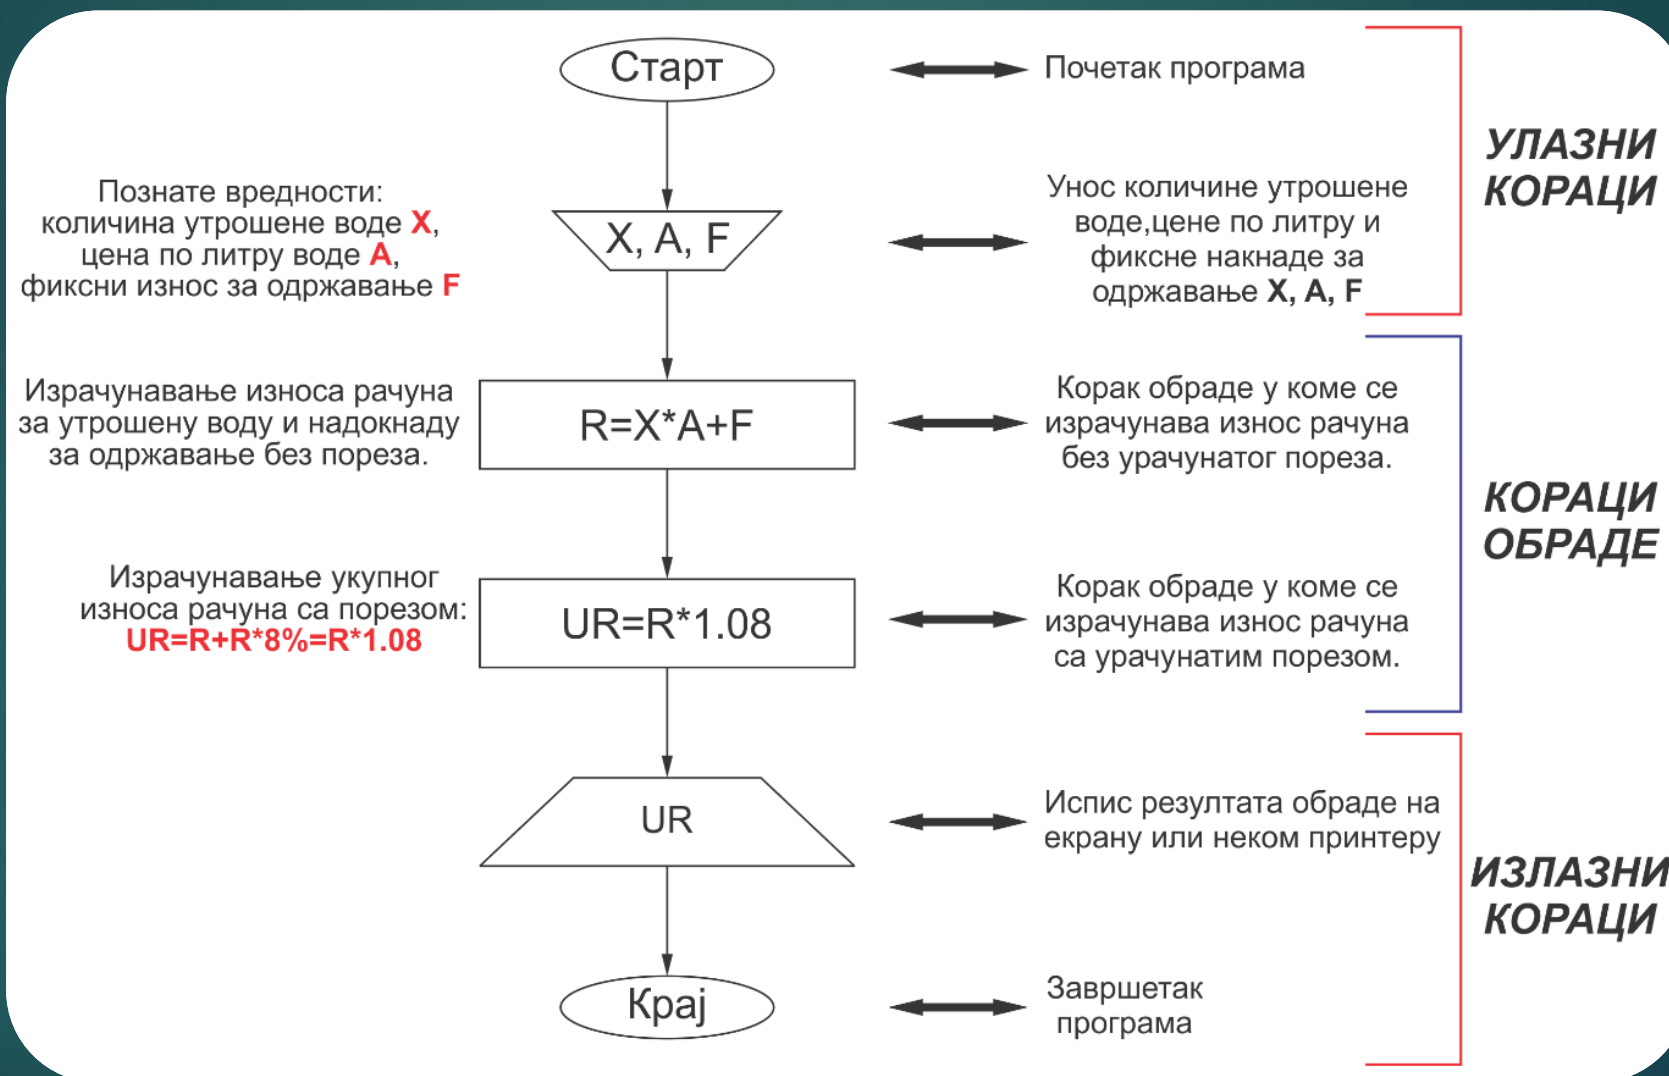 Старт
Почетак програма
УЛАЗНИ
КОРАЦИ
Познате вредности:
количина утрошене воде X,
цена по литру воде A,
фиксни износ за одржавање F
X, A, F
Унос количине утрошене
воде,цене по литру и
фиксне накнаде за
одржавање X, A, F
Израчунавање износа рачуна
за утрошену воду и надокнаду
за одржавање без пореза.
R=X*A+F
Корак обраде у коме се
израчунава износ рачуна
без урачунатог пореза.
КОРАЦИ
ОБРАДЕ
Израчунавање укупног
износа рачуна са порезом:
UR=R+R*8%=R*1.08
UR=R*1.08
Корак обраде у коме се
израчунава износ рачуна
са урачунатим порезом.
UR
Испис резултата обраде на
екрану или неком принтеру
ИЗЛАЗНИ
КОРАЦИ
Крај
Завршетак
програма